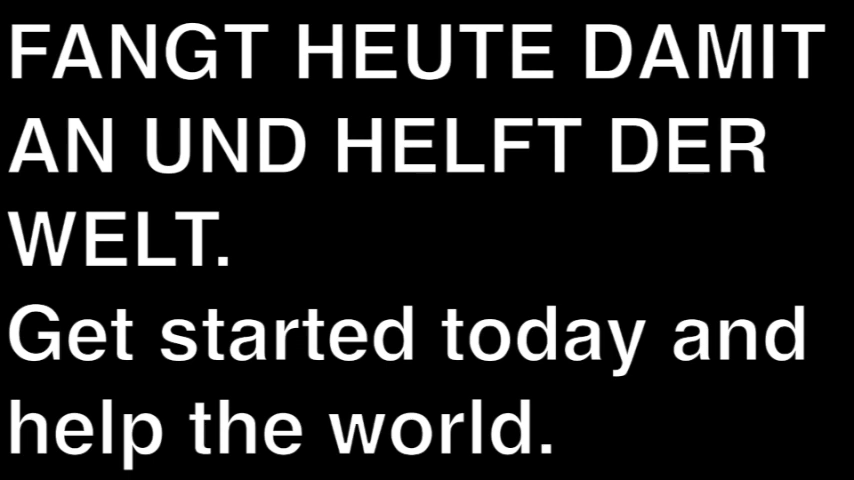 FANGT HEUTE DAMIT
AN UND HELFT DER
WELT.
Get started today and
help the world.